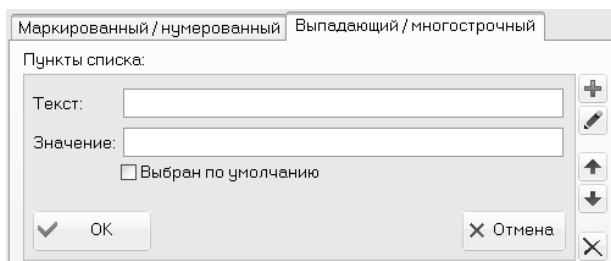 Маркированный / нумерованный Выпадающий / многострочный
Пункты списка:
Текст:
Значение:
Выбран по умолчанию
OK Отмена